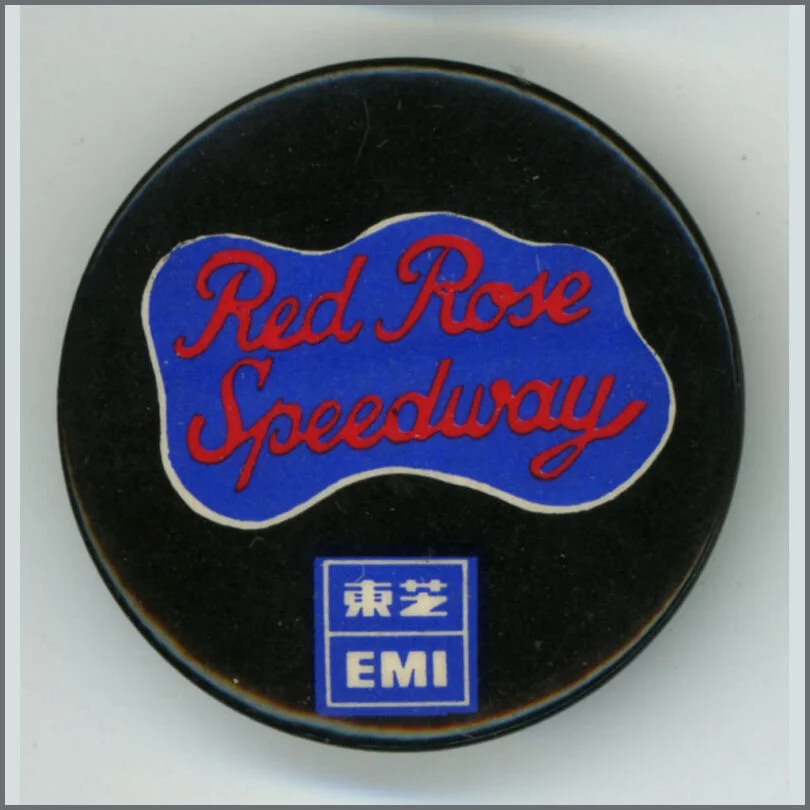 Red Rose
Speedway
東芝
EMI